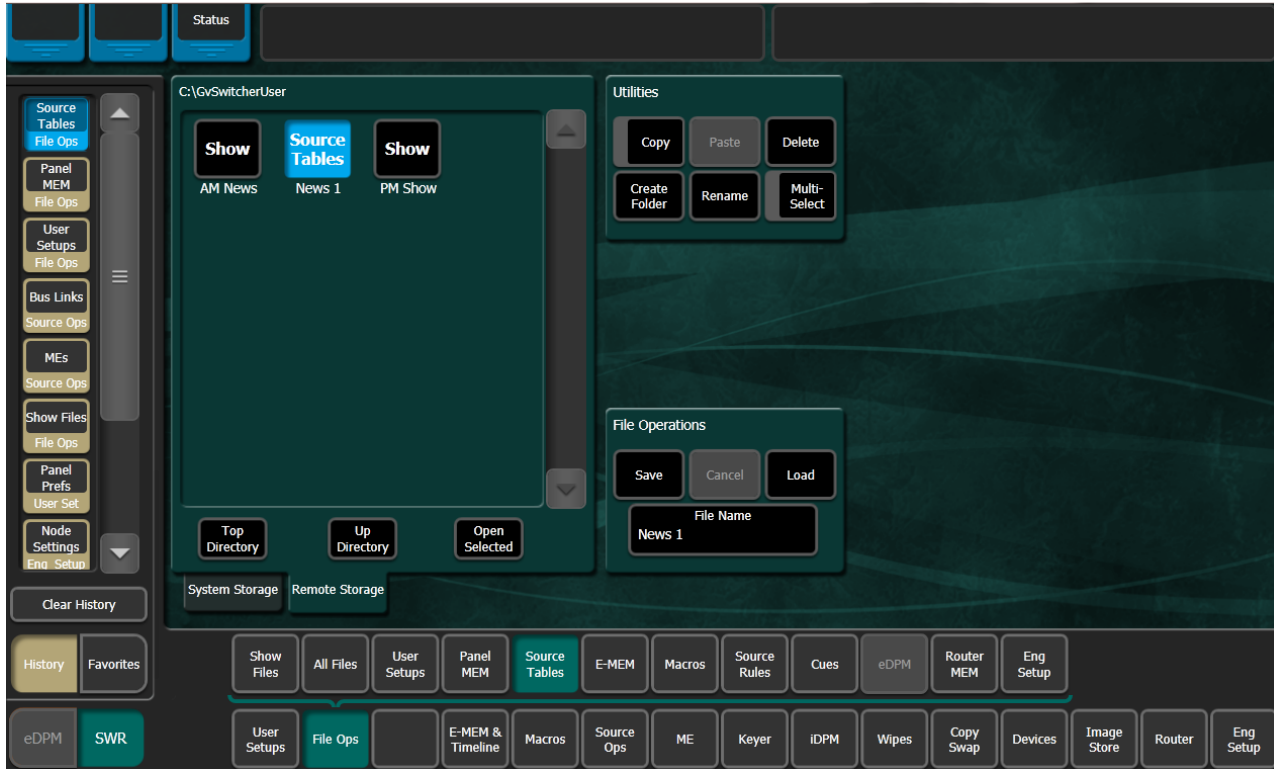 Status
C:\GvSwitcherUser
Show
AM News
Source
Tables
News 1
Show
PM Show
Top
Directory
Up
Directory
Open
Selected
System Storage
Remote Storage
Utilities
Copy
Paste
Delete
Create
Folder
Rename
Multi-
Select
File Operations
Save
Cancel
Load
File Name
News 1
Source
Tables
File Ops
Panel
MEM
File Ops
User
Setups
File Ops
Bus Links
Source Ops
MEs
Source Ops
Show Files
File Ops
Panel
Prefs
User Set
Node
Settings
Eng Setup
Clear History
History
Favorites
Show
Files
All Files
User
Setups
Panel
MEM
Source
Tables
E-MEM
Macros
Source
Rules
Cues
eDPM
Router
MEM
Eng
Setup
eDPM
SWR
User
Setups
File Ops
E-MEM &
Timeline
Macros
Source
Ops
ME
Keyer
iDPM
Wipes
Copy
Swap
Devices
Image
Store
Router
Eng
Setup